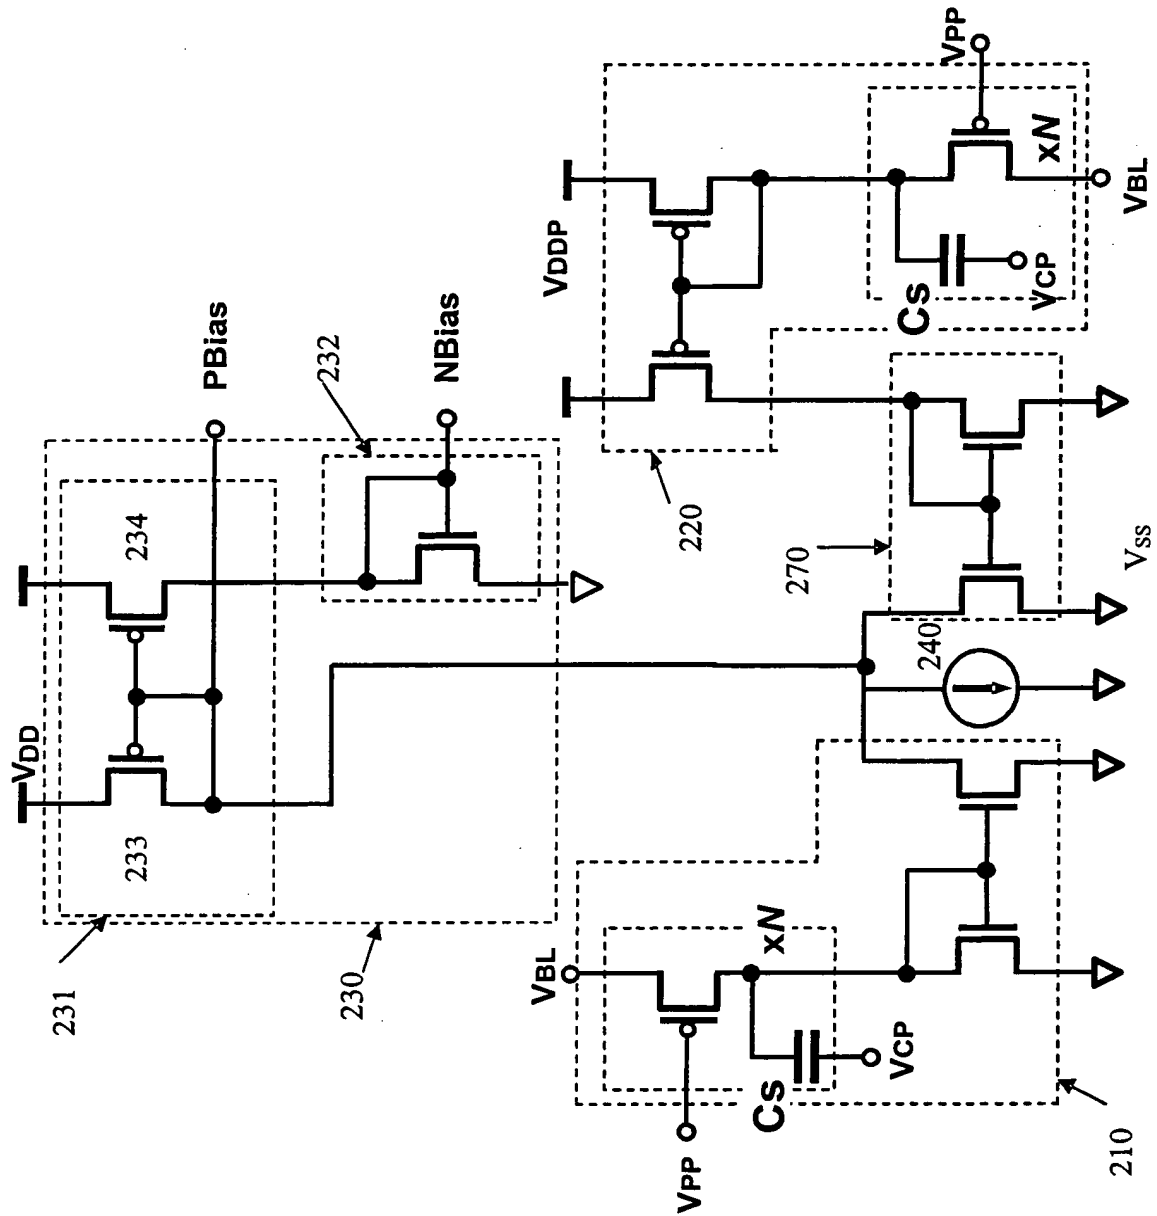 VDD
233
234
231
230
PBias
232
NBias
VDDP
220
VPP
xN
Cs
VCP
VBL
VBL
xN
VPP
Cs
VCP
210
240
270
VSS